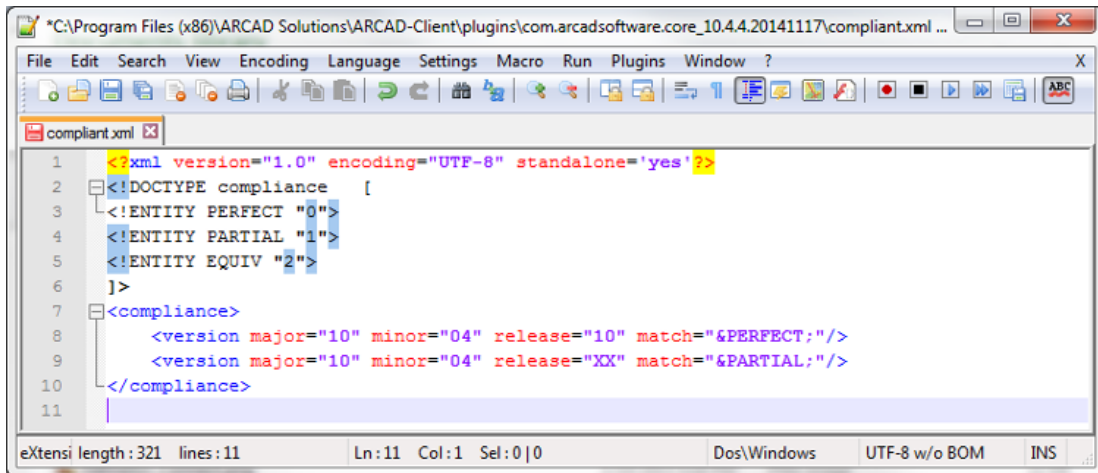 *C:\Program Files (x86)\ARCAD Solutions\ARCAD-Client\plugins\com.arcadsoftware.core_10.4.4.20141117\compliant.xml ...
File Edit Search View Encoding Language Settings Macro Run Plugins Window ? X
ABC
compliant.xml
1 <?xml version="1.0" encoding="UTF-8" standalone='yes'?>
2 <!DOCTYPE compliance [
3 <!ENTITY PERFECT "0">
4 <!ENTITY PARTIAL "1">
5 <!ENTITY EQUIV "2">
6 ]>
7 <compliance>
8 <version major="10" minor="04" release="10" match="&PERFECT;"/>
9 <version major="10" minor="04" release="XX" match="&PARTIAL;"/>
10 </compliance>
11
eXtensi length : 321 lines : 11 Ln : 11 Col : 1 Sel : 0 | 0 Dos\Windows UTF-8 w/o BOM INS